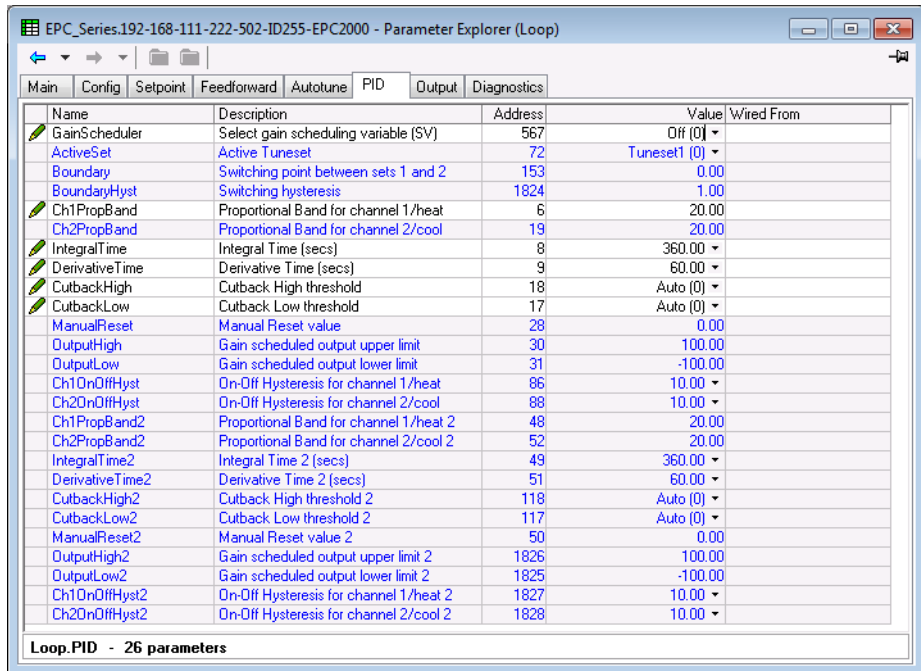 EPC_Series.192-168-111-222-502-ID255-EPC2000 - Parameter Explorer (Loop)
Main Config Setpoint Feedforward Autotune PID Output Diagnostics
Name Description Address Value Wired From
GainScheduler Select gain scheduling variable (SV) 567 Off (0)
ActiveSet Active Tuneset 72 Tuneset1 (0)
Boundary Switching point between sets 1 and 2 153 0.00
BoundaryHyst Switching hysteresis 1824 1.00
Ch1PropBand Proportional Band for channel 1/heat 6 20.00
Ch2PropBand Proportional Band for channel 2/cool 19 20.00
IntegralTime Integral Time (secs) 8 360.00
DerivativeTime Derivative Time (secs) 9 60.00
CutbackHigh Cutback High threshold 18 Auto (0)
CutbackLow Cutback Low threshold 17 Auto (0)
ManualReset Manual Reset value 28 0.00
OutputHigh Gain scheduled output upper limit 30 100.00
OutputLow Gain scheduled output lower limit 31 -100.00
Ch1OnOffHyst On-Off Hysteresis for channel 1/heat 86 10.00
Ch2OnOffHyst On-Off Hysteresis for channel 2/cool 88 10.00
Ch1PropBand2 Proportional Band for channel 1/heat 2 48 20.00
Ch2PropBand2 Proportional Band for channel 2/cool 2 52 20.00
IntegralTime2 Integral Time 2 (secs) 49 360.00
DerivativeTime2 Derivative Time 2 (secs) 51 60.00
CutbackHigh2 Cutback High threshold 2 118 Auto (0)
CutbackLow2 Cutback Low threshold 2 117 Auto (0)
ManualReset2 Manual Reset value 2 50 0.00
OutputHigh2 Gain scheduled output upper limit 2 1826 100.00
OutputLow2 Gain scheduled output lower limit 2 1825 -100.00
Ch1OnOffHyst2 On-Off Hysteresis for channel 1/heat 2 1827 10.00
Ch2OnOffHyst2 On-Off Hysteresis for channel 2/cool 2 1828 10.00
Loop.PID - 26 parameters